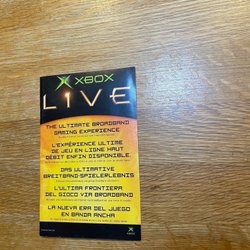 XBOX
LIVE
THE ULTIMATE BROADBAND
GAMING EXPERIENCE
L'EXPÉRIENCE ULTIME
DE JEU EN LIGNE HAUT
DÉBIT ENFIN DISPONIBLE.
DAS ULTIMATIVE
BREITBAND-SPIELERLEBNIS
L'ULTIMA FRONTIERA
DEL GIOCO VIA BROADBAND
LA NUEVA ERA DEL JUEGO
EN BANDA ANCHA